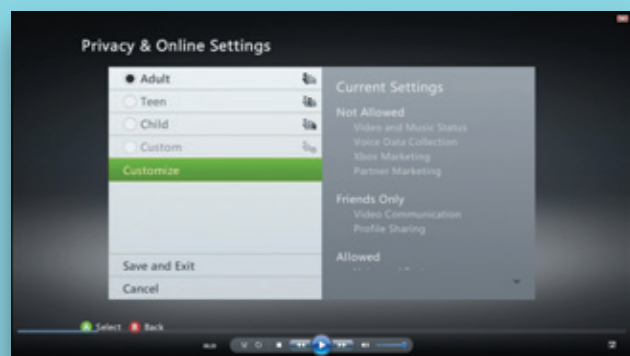 Privacy & Online Settings
Adult
Teen
Child
Custom
Customize
Save and Exit
Cancel
Current Settings
Not Allowed
Video and Music Status
Voice Data Collection
Xbox Marketing
Partner Marketing
Friends Only
Video Communication
Profile Sharing
Allowed
A Select B Back